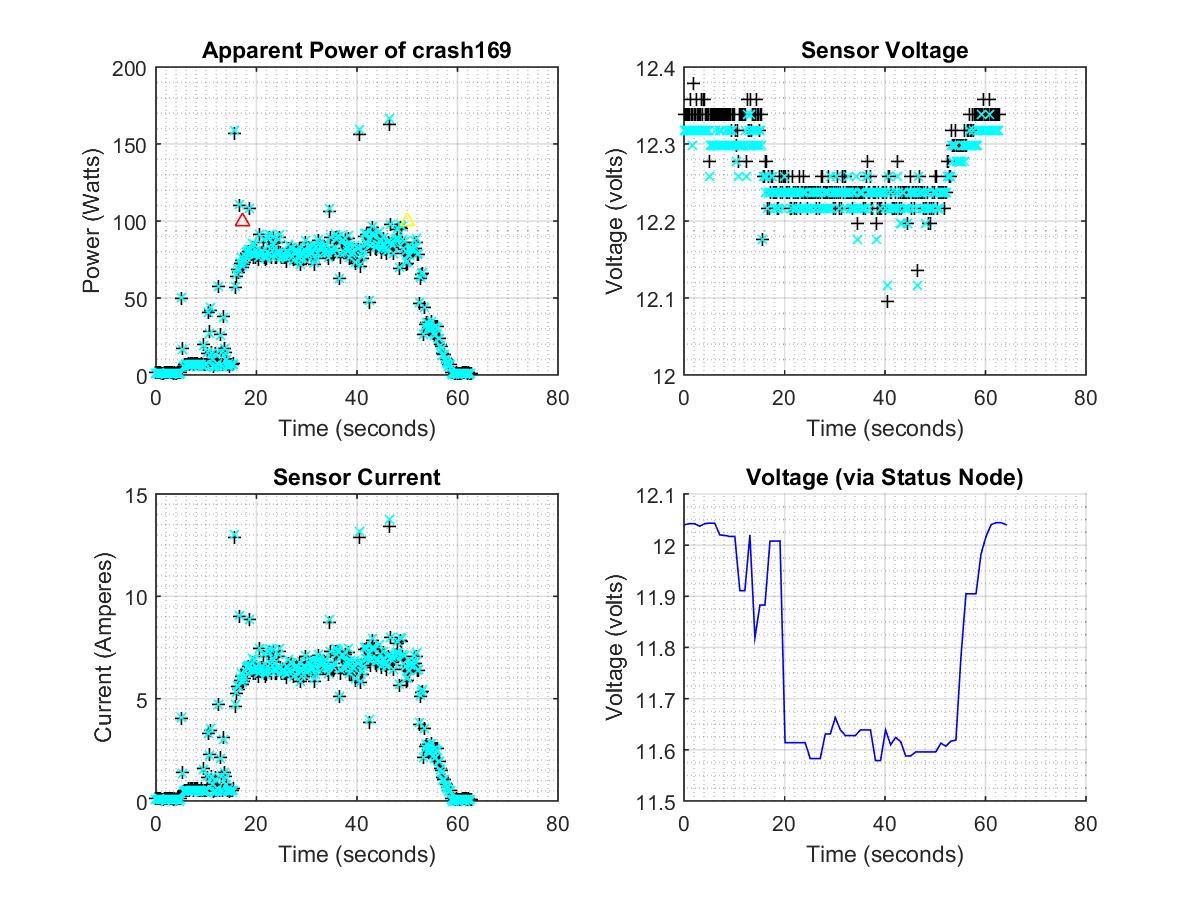 Apparent Power of crash169
200
150
100
50
0
Power (Watts)
0 20 40 60 80
Time (seconds)
Sensor Voltage
12.4
12.3
12.2
12.1
12
Voltage (volts)
0 20 40 60 80
Time (seconds)
Sensor Current
15
10
5
0
Current (Amperes)
0 20 40 60 80
Time (seconds)
Voltage (via Status Node)
12.1
12
11.9
11.8
11.7
11.6
11.5
Voltage (volts)
0 20 40 60 80
Time (seconds)